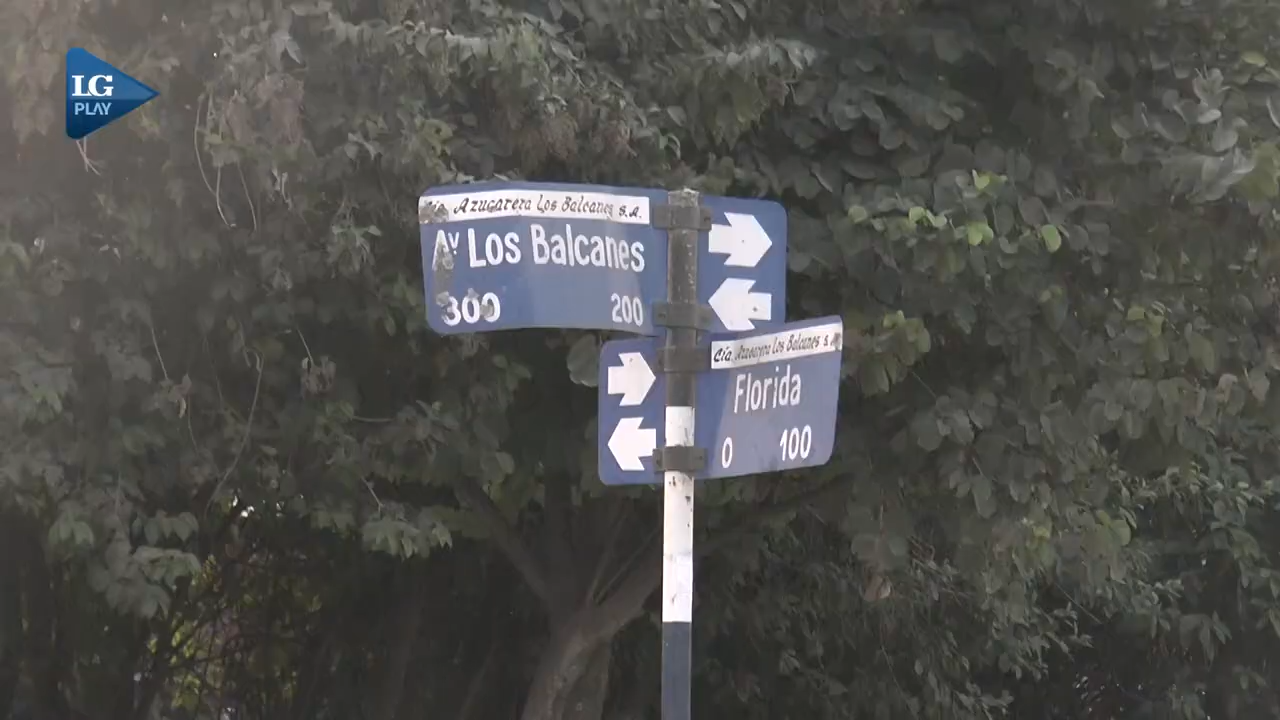 LG
PLAY
Cía. Azucarera Los Balcanes S.A.
Av Los Balcanes
300 200
Cía. Azucarera Los Balcanes S.A.
Florida
0 100